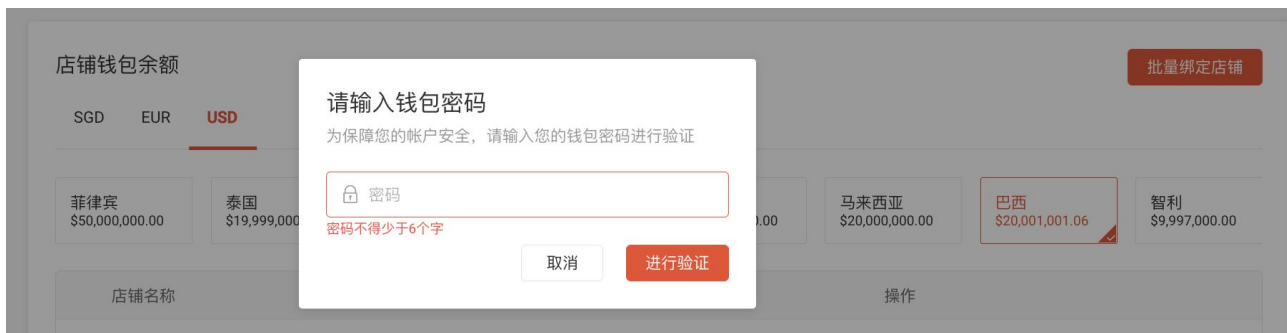 店铺钱包余额
批量绑定店铺
SGD EUR USD
请输入钱包密码
为保障您的帐户安全，请输入您的钱包密码进行验证
密码
密码不得少于6个字
取消 进行验证
菲律宾
$50,000,000.00
泰国
$19,999,000
.00
马来西亚
$20,000,000.00
巴西
$20,001,001.06
智利
$9,997,000.00
店铺名称 操作